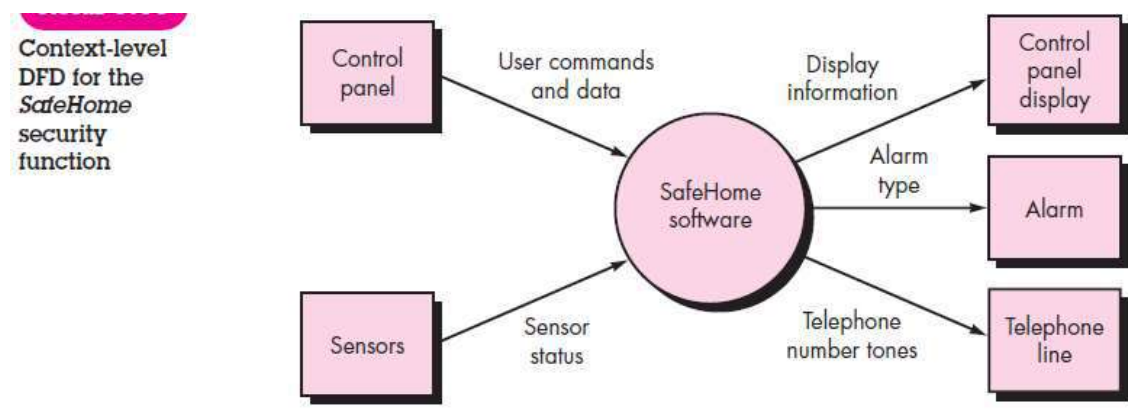 Context-level
DFD for the
SafeHome
security
function
Control
panel
User commands
and data
Display
information
Control
panel
display
SafeHome
software
Alarm
type
Alarm
Sensors
Sensor
status
Telephone
number tones
Telephone
line